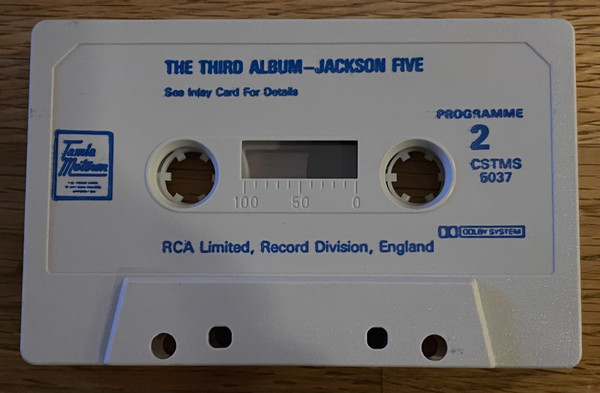 THE THIRD ALBUM-JACKSON FIVE
See Inlay Card For Details
PROGRAMME
2
CSTMS
5037
Tamla
Motown
100 50 0
DOLBY SYSTEM
RCA Limited, Record Division, England